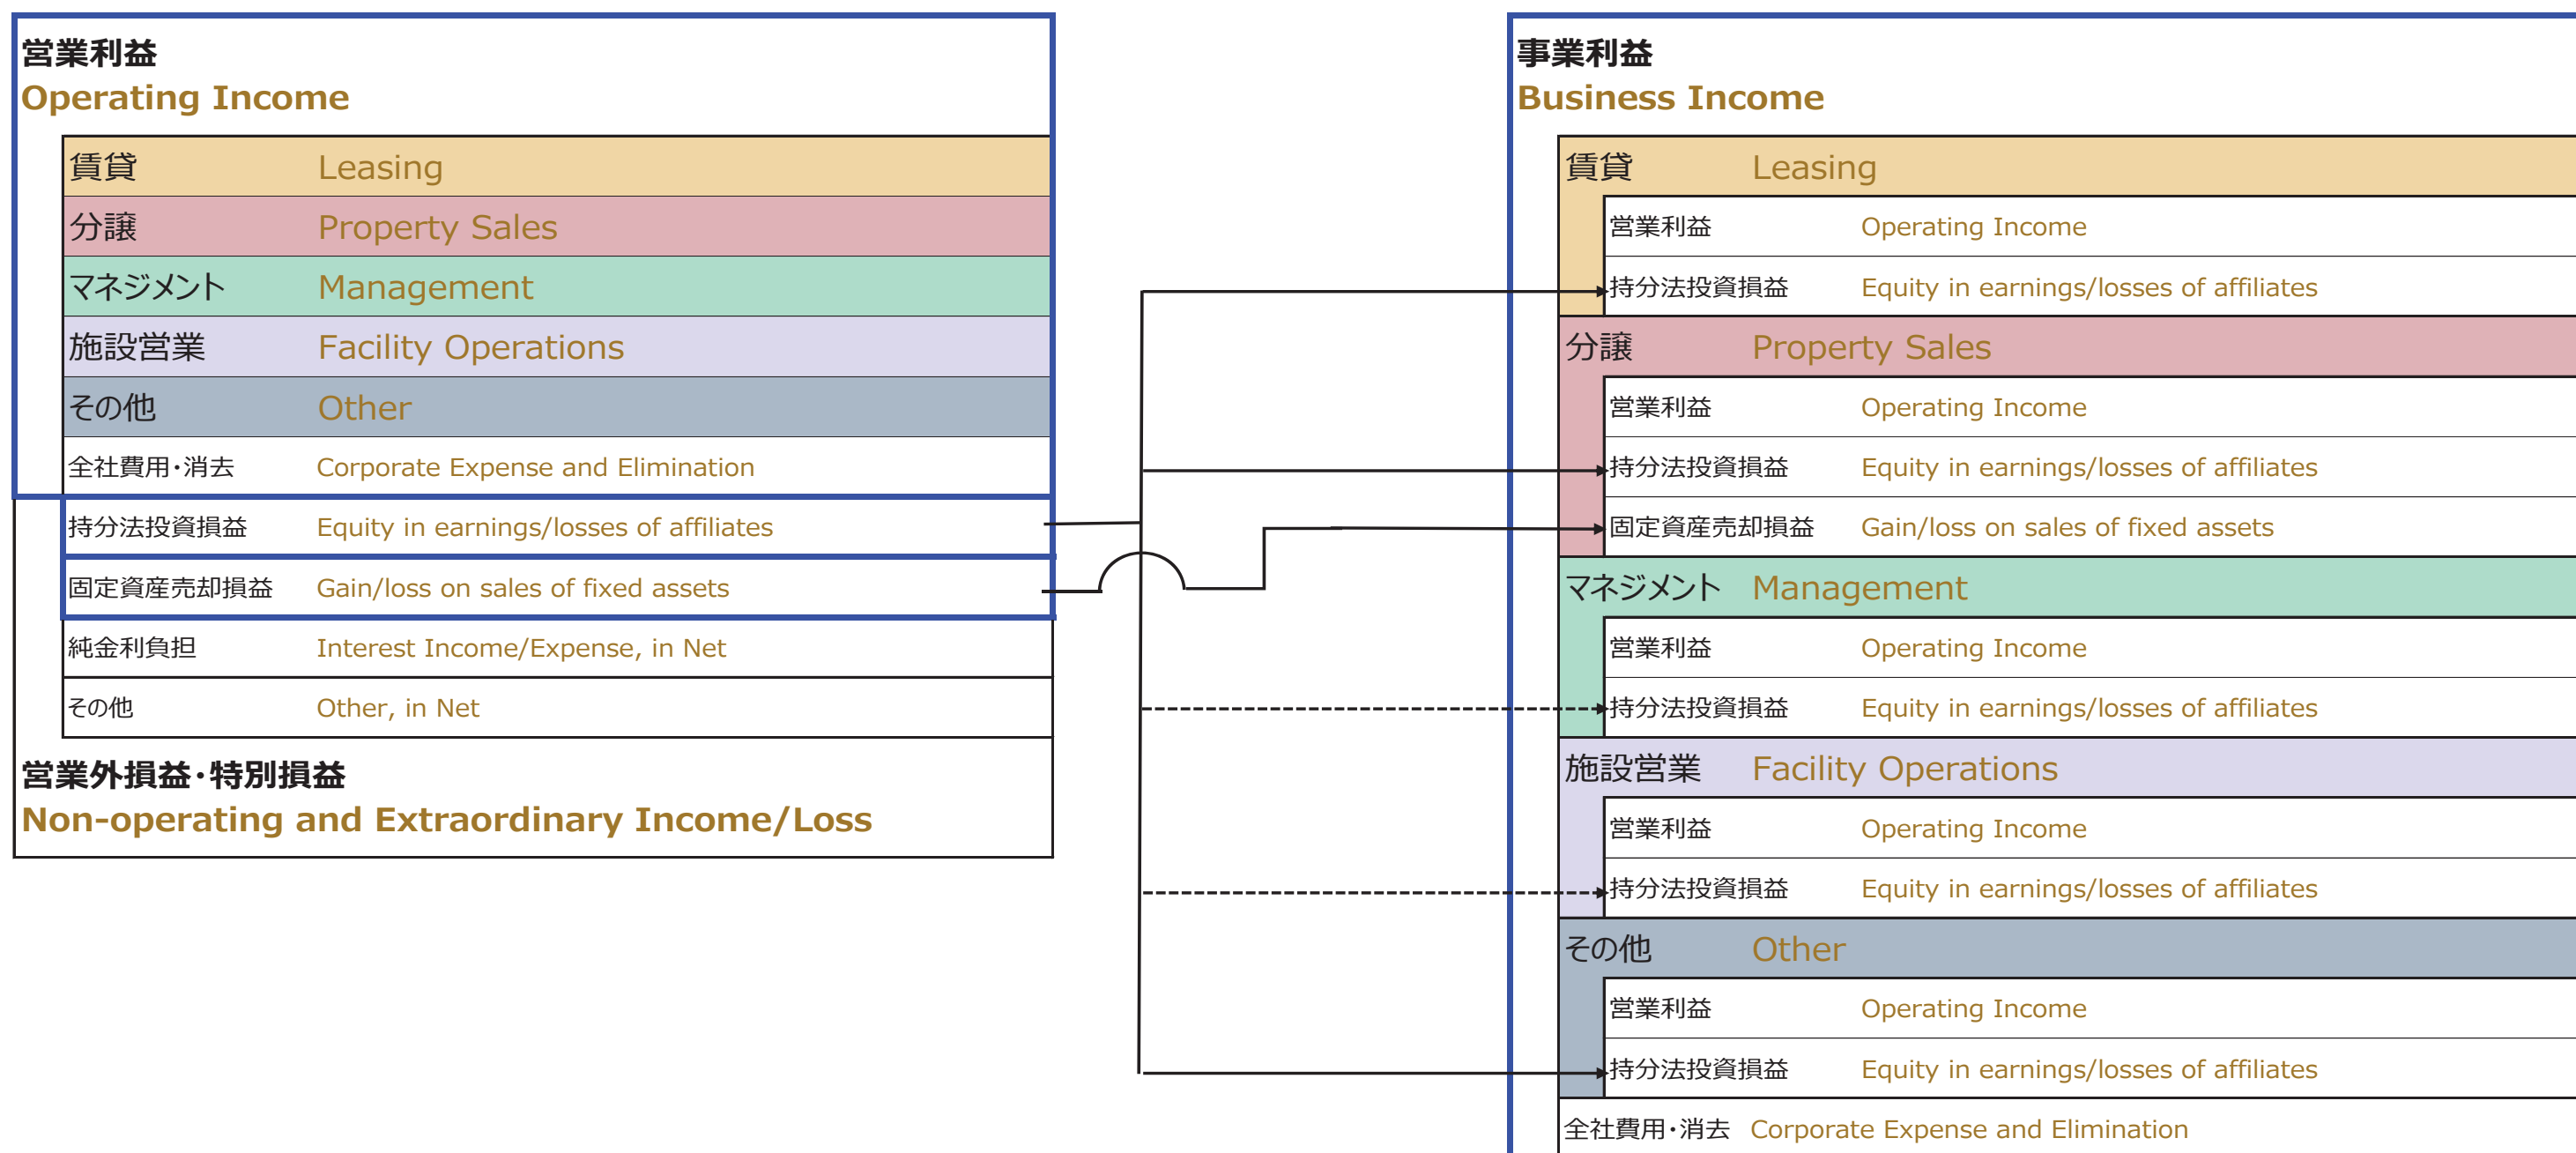 営業利益
Operating Income
賃貸 Leasing
分譲 Property Sales
マネジメント Management
施設営業 Facility Operations
その他 Other
全社費用・消去 Corporate Expense and Elimination
持分法投資損益 Equity in earnings/losses of affiliates
固定資産売却損益 Gain/loss on sales of fixed assets
純金利負担 Interest Income/Expense, in Net
その他 Other, in Net
営業外損益・特別損益
Non-operating and Extraordinary Income/Loss
事業利益
Business Income
賃貸 Leasing
営業利益 Operating Income
持分法投資損益 Equity in earnings/losses of affiliates
分譲 Property Sales
営業利益 Operating Income
持分法投資損益 Equity in earnings/losses of affiliates
固定資産売却損益 Gain/loss on sales of fixed assets
マネジメント Management
営業利益 Operating Income
持分法投資損益 Equity in earnings/losses of affiliates
施設営業 Facility Operations
営業利益 Operating Income
持分法投資損益 Equity in earnings/losses of affiliates
その他 Other
営業利益 Operating Income
持分法投資損益 Equity in earnings/losses of affiliates
全社費用・消去 Corporate Expense and Elimination